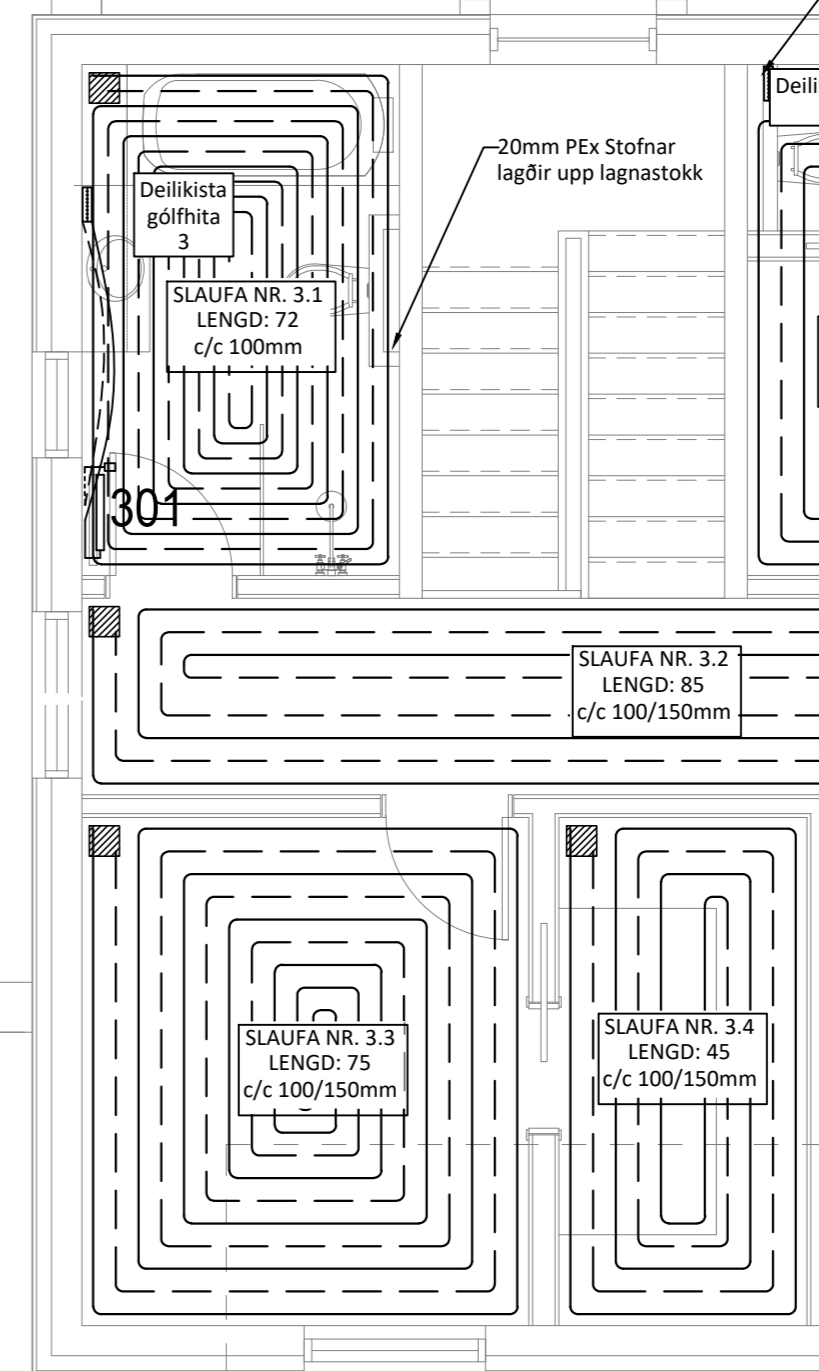 Deili
20mm PEx Stofnar
lagðir upp lagnastokk
Deilikista
gólfhita
3
SLAUFA NR. 3.1
LENGD: 72
c/c 100mm
301
SLAUFA NR. 3.2
LENGD: 85
c/c 100/150mm
SLAUFA NR. 3.3
LENGD: 75
c/c 100/150mm
SLAUFA NR. 3.4
LENGD: 45
c/c 100/150mm